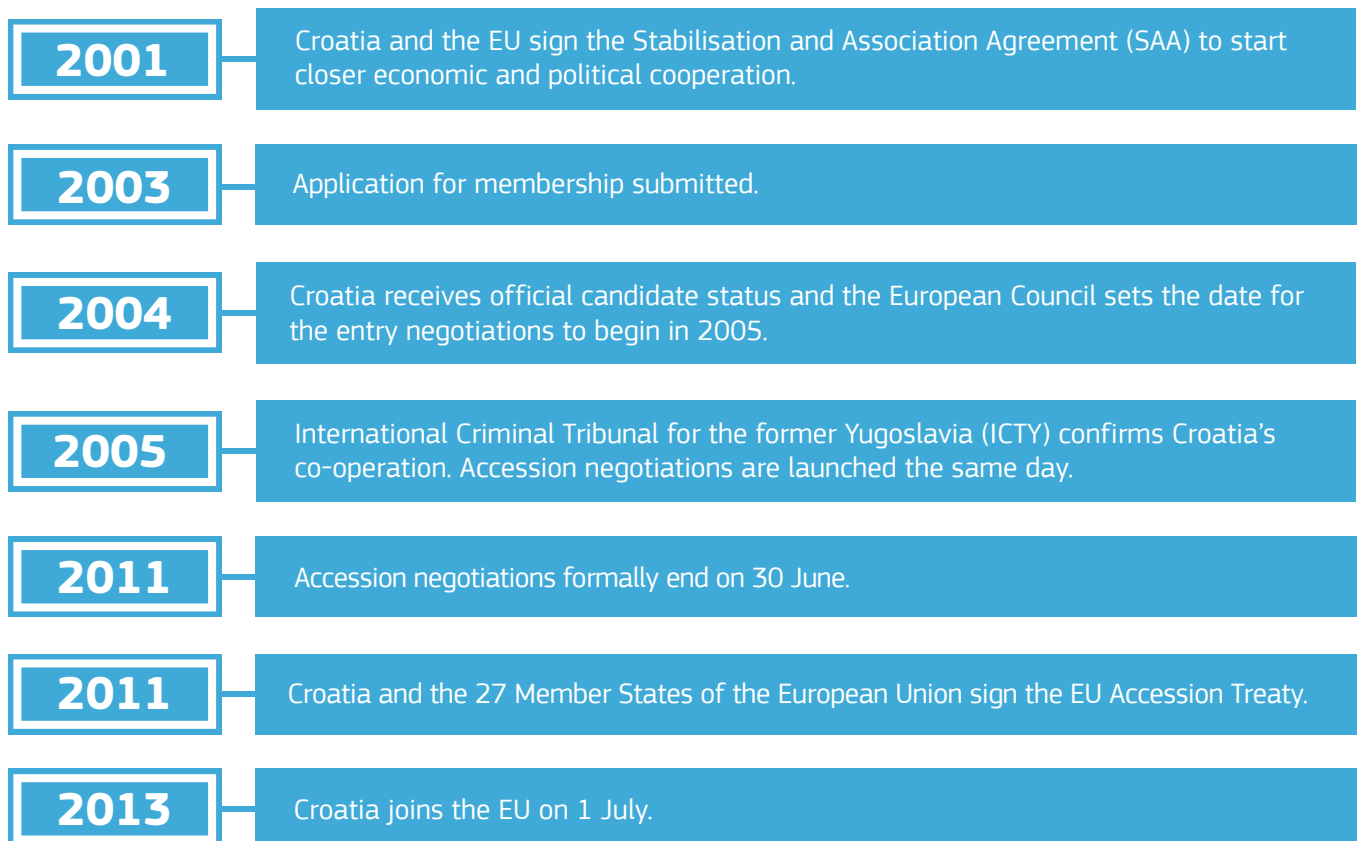 2001
Croatia and the EU sign the Stabilisation and Association Agreement (SAA) to start
closer economic and political cooperation.
2003
Application for membership submitted.
2004
Croatia receives official candidate status and the European Council sets the date for
the entry negotiations to begin in 2005.
2005
International Criminal Tribunal for the former Yugoslavia (ICTY) confirms Croatia’s
co-operation. Accession negotiations are launched the same day.
2011
Accession negotiations formally end on 30 June.
2011
Croatia and the 27 Member States of the European Union sign the EU Accession Treaty.
2013
Croatia joins the EU on 1 July.